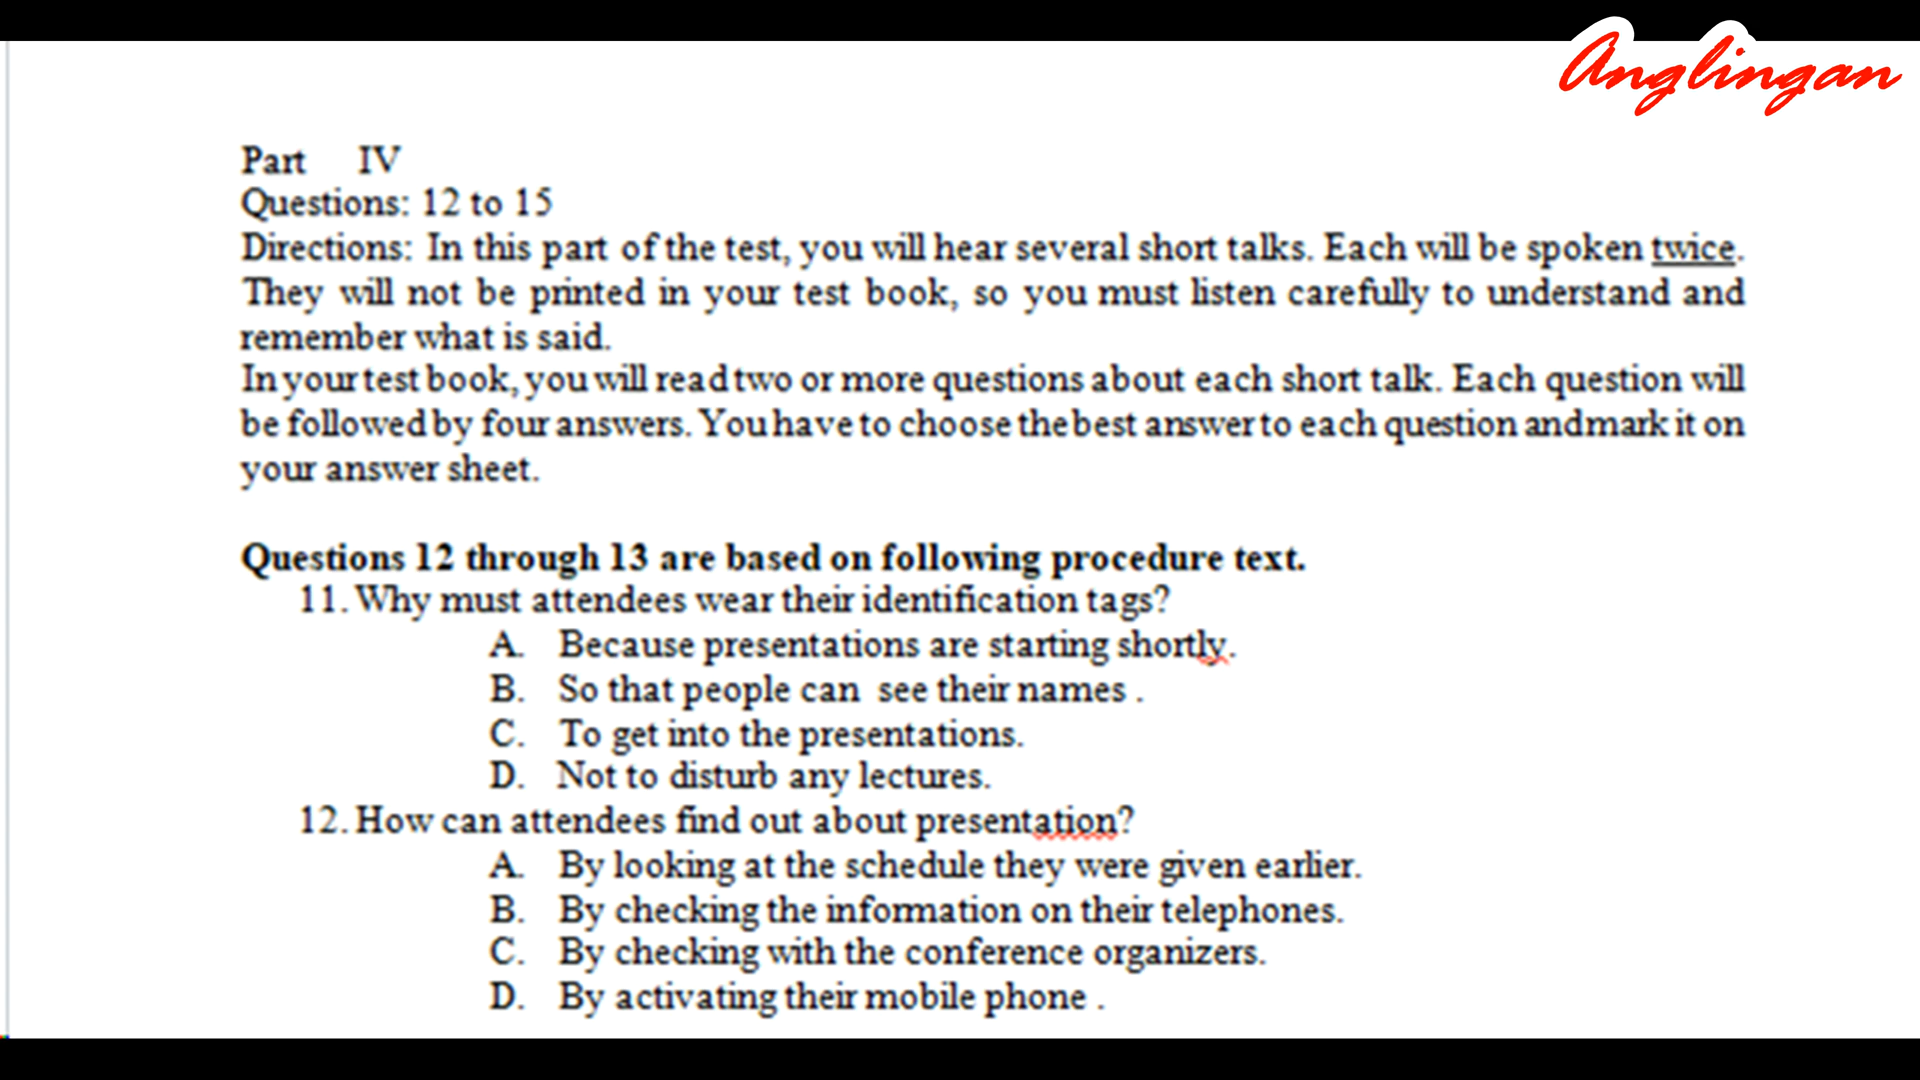 Anglingan
Part IV
Questions: 12 to 15
Directions: In this part of the test, you will hear several short talks. Each will be spoken twice.
They will not be printed in your test book, so you must listen carefully to understand and
remember what is said.
In your test book, you will read two or more questions about each short talk. Each question will
be followed by four answers. You have to choose the best answer to each question and mark it on
your answer sheet.
Questions 12 through 13 are based on following procedure text.
11. Why must attendees wear their identification tags?
A. Because presentations are starting shortly.
B. So that people can see their names .
C. To get into the presentations.
D. Not to disturb any lectures.
12. How can attendees find out about presentation?
A. By looking at the schedule they were given earlier.
B. By checking the information on their telephones.
C. By checking with the conference organizers.
D. By activating their mobile phone .